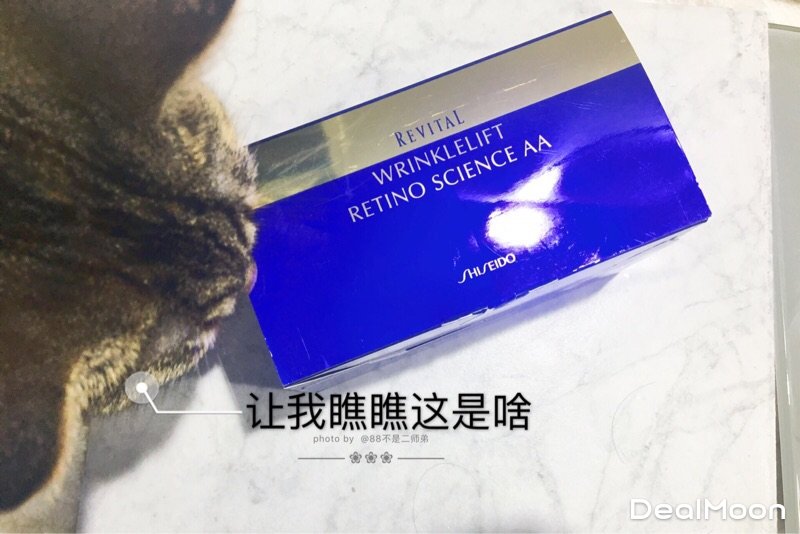 REVITAL
WRINKLELIFT
RETINO SCIENCE AA
SHISEIDO
让我瞧瞧这是啥
photo by @88不是二师弟
DealMoon